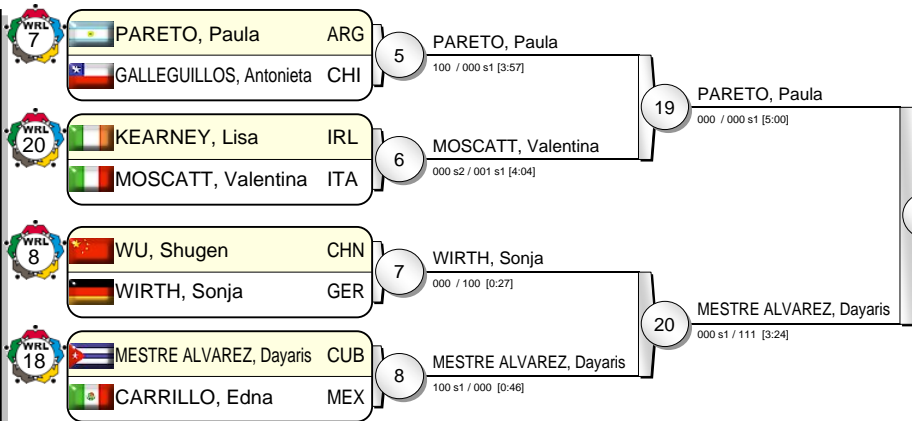 WRL
7
PARETO, Paula ARG
GALLEGUILLOS, Antonieta CHI
5
PARETO, Paula
100 / 000 s1 [3:57]
19
PARETO, Paula
000 / 000 s1 [5:00]
WRL
20
KEARNEY, Lisa IRL
MOSCATT, Valentina ITA
6
MOSCATT, Valentina
000 s2 / 001 s1 [4:04]
WRL
8
WU, Shugen CHN
WIRTH, Sonja GER
7
WIRTH, Sonja
000 / 100 [0:27]
20
MESTRE ALVAREZ, Dayaris
000 s1 / 111 [3:24]
WRL
18
MESTRE ALVAREZ, Dayaris CUB
CARRILLO, Edna MEX
8
MESTRE ALVAREZ, Dayaris
100 s1 / 000 [0:46]